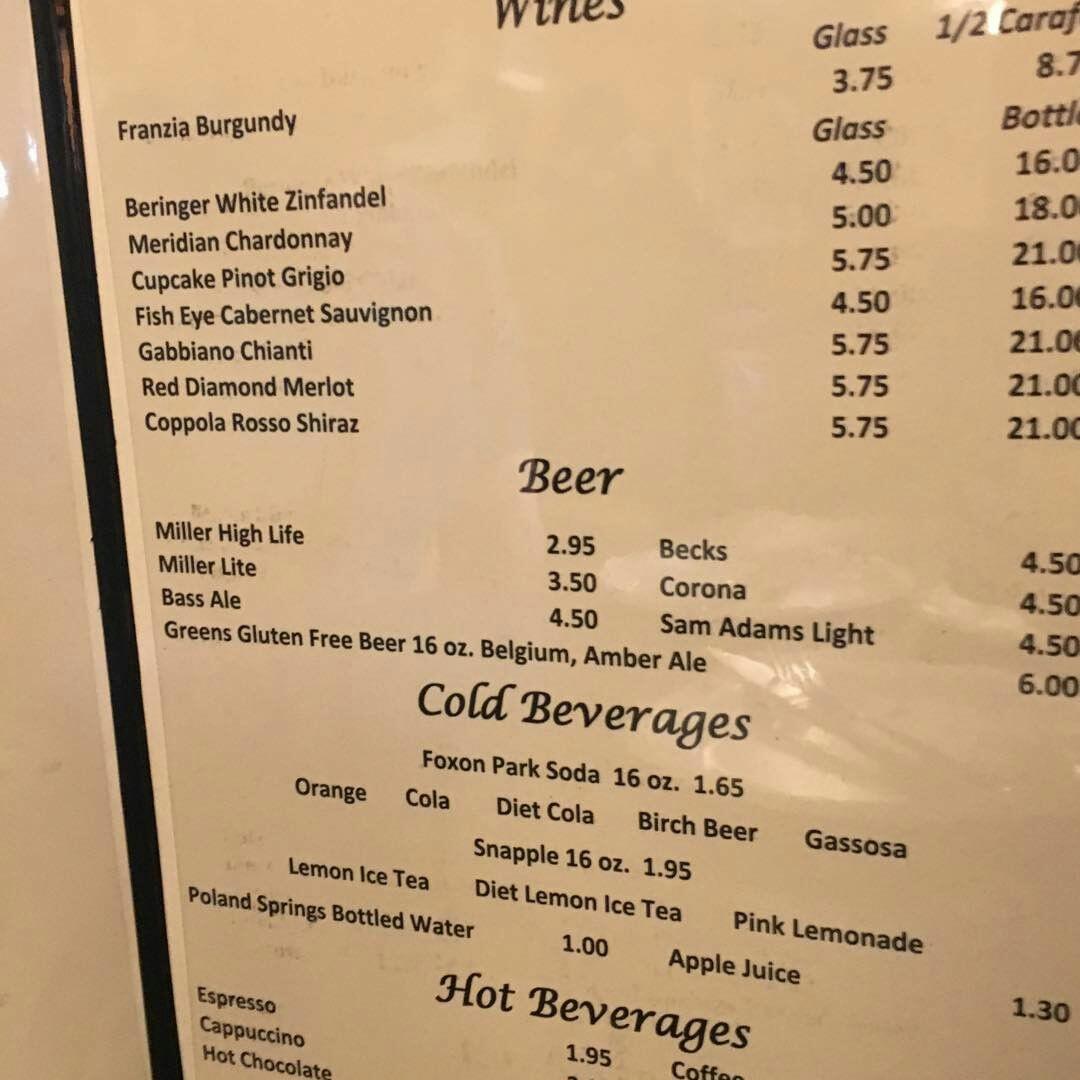 Wines
Glass 1/2 Caraf
Franzia Burgundy 3.75 8.7
Glass Bottle
Beringer White Zinfandel 4.50 16.0
Meridian Chardonnay 5.00 18.0
Cupcake Pinot Grigio 5.75 21.00
Fish Eye Cabernet Sauvignon 4.50 16.00
Gabbiano Chianti 5.75 21.00
Red Diamond Merlot 5.75 21.00
Coppola Rosso Shiraz 5.75 21.00
Beer
Miller High Life 2.95 Becks 4.50
Miller Lite 3.50 Corona 4.50
Bass Ale 4.50 Sam Adams Light 4.50
Greens Gluten Free Beer 16 oz. Belgium, Amber Ale 6.00
Cold Beverages
Foxon Park Soda 16 oz. 1.65
Orange Cola Diet Cola Birch Beer Gassosa
Snapple 16 oz. 1.95
Lemon Ice Tea Diet Lemon Ice Tea Pink Lemonade
Poland Springs Bottled Water 1.00 Apple Juice 1.30
Hot Beverages
Espresso 1.95 Coffee
Cappuccino
Hot Chocolate